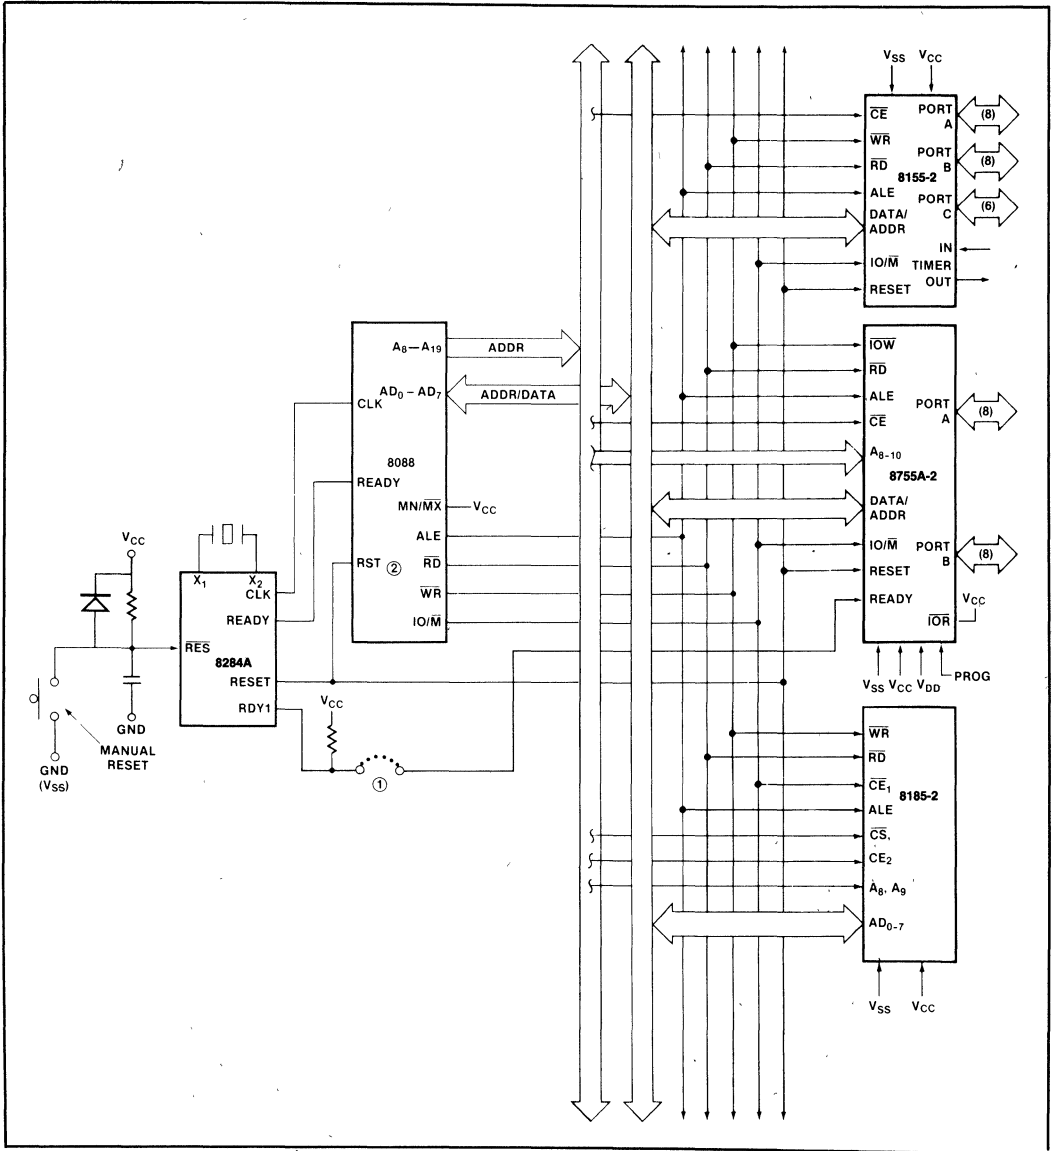 VSS
VCC
CE
WR
RD
ALE
DATA/
ADDR
IO/M
RESET
8155-2
PORT
A
PORT
B
PORT
C
IN
TIMER
OUT
(8)
(8)
(6)
A8—A19
ADDR
AD0 – AD7
ADDR/DATA
CLK
8088
READY
MN/MX
VCC
ALE
RST ②
RD
WR
IO/M
IOW
RD
ALE
CE
A8-10
8755A-2
DATA/
ADDR
IO/M
RESET
READY
PORT
A
PORT
B
(8)
(8)
VCC
IOR
VSS
VCC
VDD
PROG
VCC
X1
X2
CLK
READY
RES
8284A
RESET
RDY1
VCC
①
GND
MANUAL
RESET
GND
(VSS)
WR
RD
CE1
8185-2
ALE
CS,
CE2
A8, A9
AD0-7
VSS
VCC